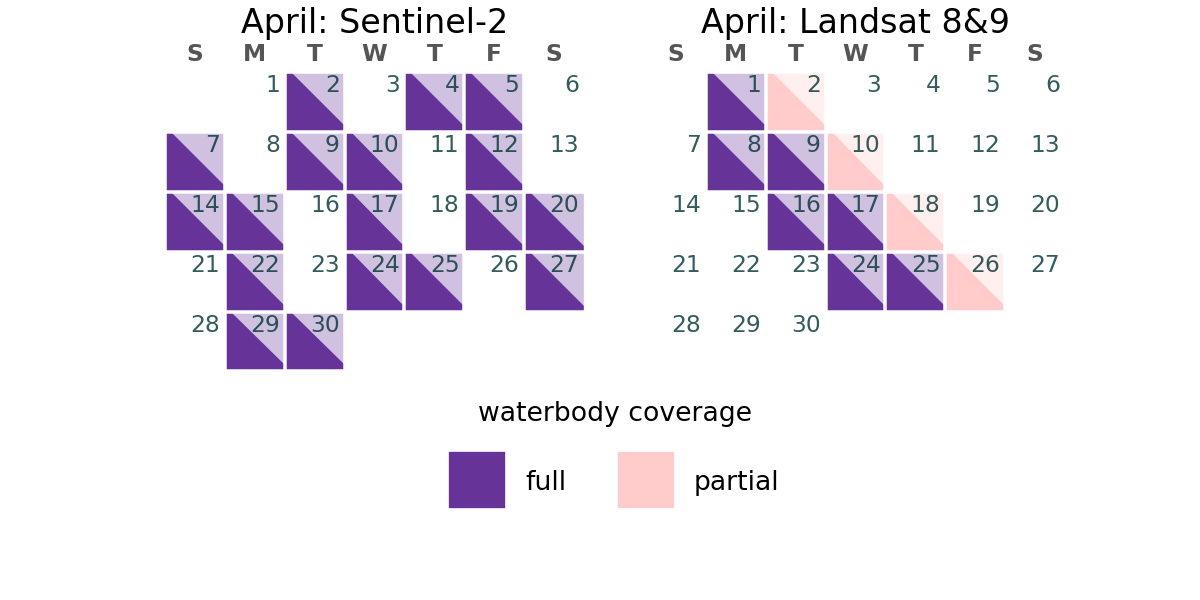 April: Sentinel-2
S M T W T F S
1 2 3 4 5 6
7 8 9 10 11 12 13
14 15 16 17 18 19 20
21 22 23 24 25 26 27
28 29 30
April: Landsat 8&9
S M T W T F S
1 2 3 4 5 6
7 8 9 10 11 12 13
14 15 16 17 18 19 20
21 22 23 24 25 26 27
28 29 30
waterbody coverage
full partial